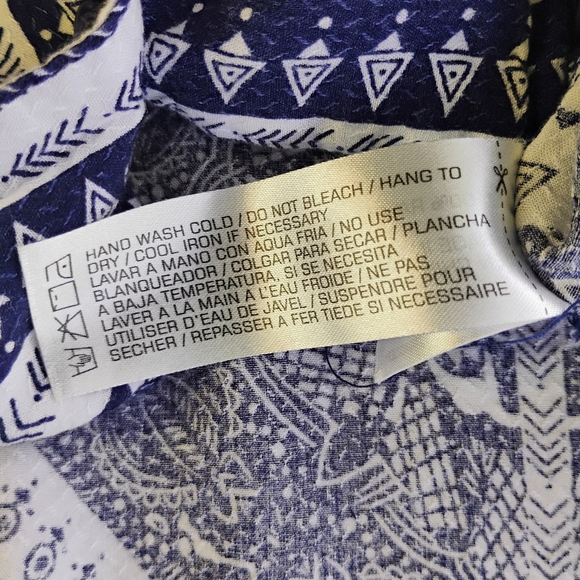 HAND WASH COLD / DO NOT BLEACH / HANG TO
DRY / COOL IRON IF NECESSARY
LAVAR A MANO CON AQUA FRIA / NO USE
BLANQUEADOR / COLGAR PARA SECAR / PLANCHA
A BAJA TEMPERATURA, SI SE NECESITA
LAVER A LA MAIN A L'EAU FROIDE / NE PAS
UTILISER D'EAU DE JAVEL / SUSPENDRE POUR
SECHER / REPASSER A FER TIEDE SI NECESSAIRE